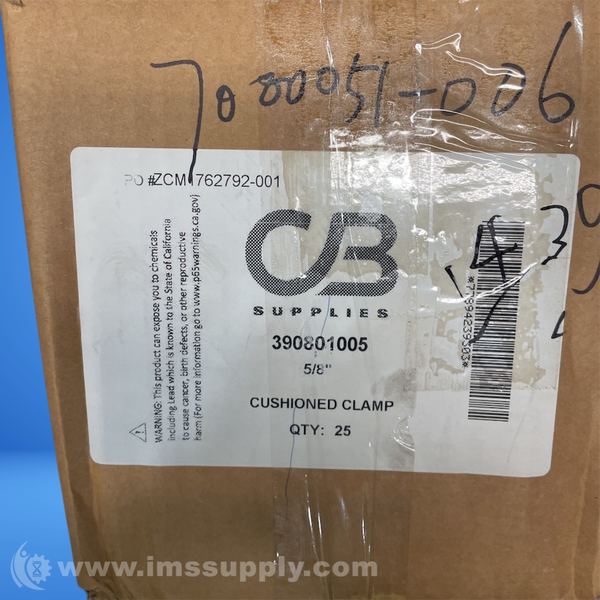 7080051-006
PO #ZCM1762792-001
CB
SUPPLIES
390801005
5/8"
CUSHIONED CLAMP
QTY: 25
WARNING: This product can expose you to chemicals
including Lead which is known to the State of California
to cause cancer, birth defects, or other reproductive
harm (For more information go to www.p65warnings.ca.gov)
www.imssupply.com